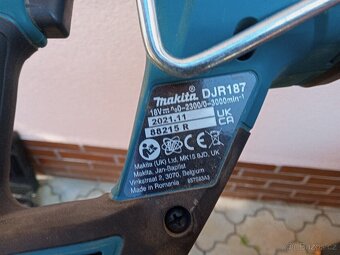 makita DJR187
18V ⎓ n0-2300/0-3000min-1
2021.11
88215 R
UK
CA
Makita (UK) Ltd. MK15 8JD, UK
Makita, Jan-Baptist
Vinkstraat 2, 3070, Belgium
Made in Romania